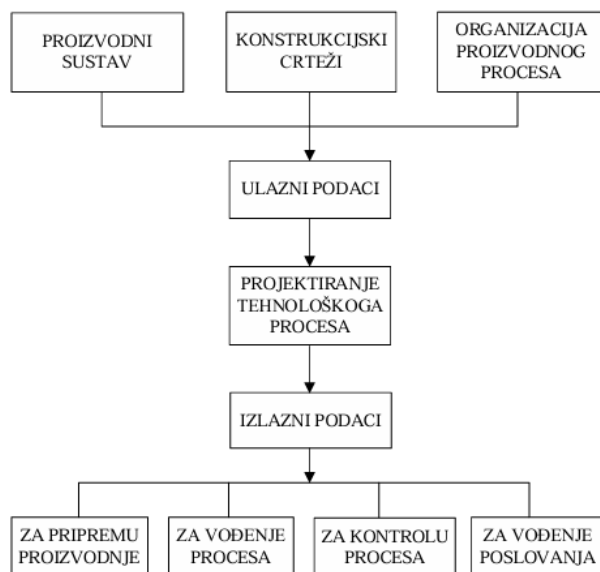 PROIZVODNI
SUSTAV
KONSTRUKCIJSKI
CRTEŽI
ORGANIZACIJA
PROIZVODNOG
PROCESA
ULAZNI PODACI
PROJEKTIRANJE
TEHNOLOŠKOGA
PROCESA
IZLAZNI PODACI
ZA PRIPREMU
PROIZVODNJE
ZA VOĐENJE
PROCESA
ZA KONTROLU
PROCESA
ZA VOĐENJE
POSLOVANJA